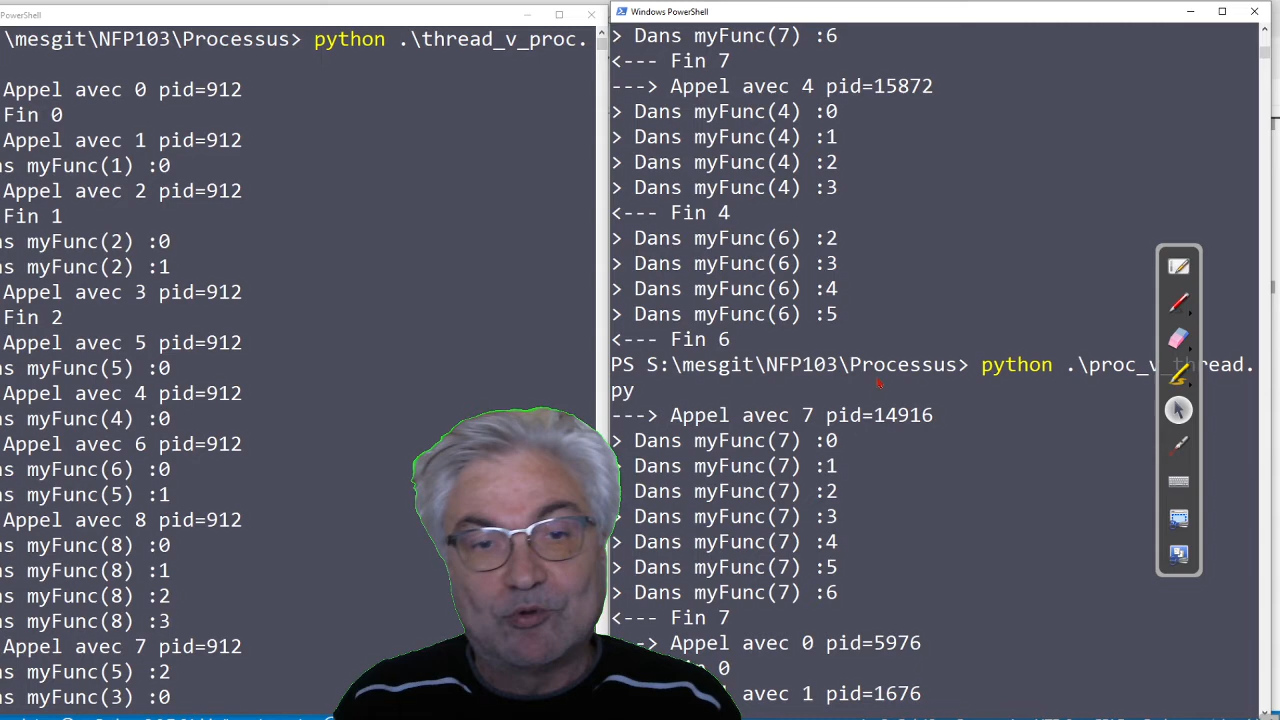 PowerShell
\mesgit\NFP103\Processus> python .\thread_v_proc.
Appel avec 0 pid=912
Fin 0
Appel avec 1 pid=912
ns myFunc(1) :0
Appel avec 2 pid=912
Fin 1
ns myFunc(2) :0
ns myFunc(2) :1
Appel avec 3 pid=912
Fin 2
Appel avec 5 pid=912
ns myFunc(5) :0
Appel avec 4 pid=912
ns myFunc(4) :0
Appel avec 6 pid=912
ns myFunc(6) :0
ns myFunc(5) :1
Appel avec 8 pid=912
ns myFunc(8) :0
ns myFunc(8) :1
ns myFunc(8) :2
ns myFunc(8) :3
Appel avec 7 pid=912
ns myFunc(5) :2
ns myFunc(3) :0
Windows PowerShell
> Dans myFunc(7) :6
<--- Fin 7
---> Appel avec 4 pid=15872
> Dans myFunc(4) :0
> Dans myFunc(4) :1
> Dans myFunc(4) :2
> Dans myFunc(4) :3
<--- Fin 4
> Dans myFunc(6) :2
> Dans myFunc(6) :3
> Dans myFunc(6) :4
> Dans myFunc(6) :5
<--- Fin 6
PS S:\mesgit\NFP103\Processus> python .\proc_v_thread.
py
---> Appel avec 7 pid=14916
> Dans myFunc(7) :0
> Dans myFunc(7) :1
Dans myFunc(7) :2
Dans myFunc(7) :3
Dans myFunc(7) :4
Dans myFunc(7) :5
Dans myFunc(7) :6
<--- Fin 7
--> Appel avec 0 pid=5976
in 0
avec 1 pid=1676